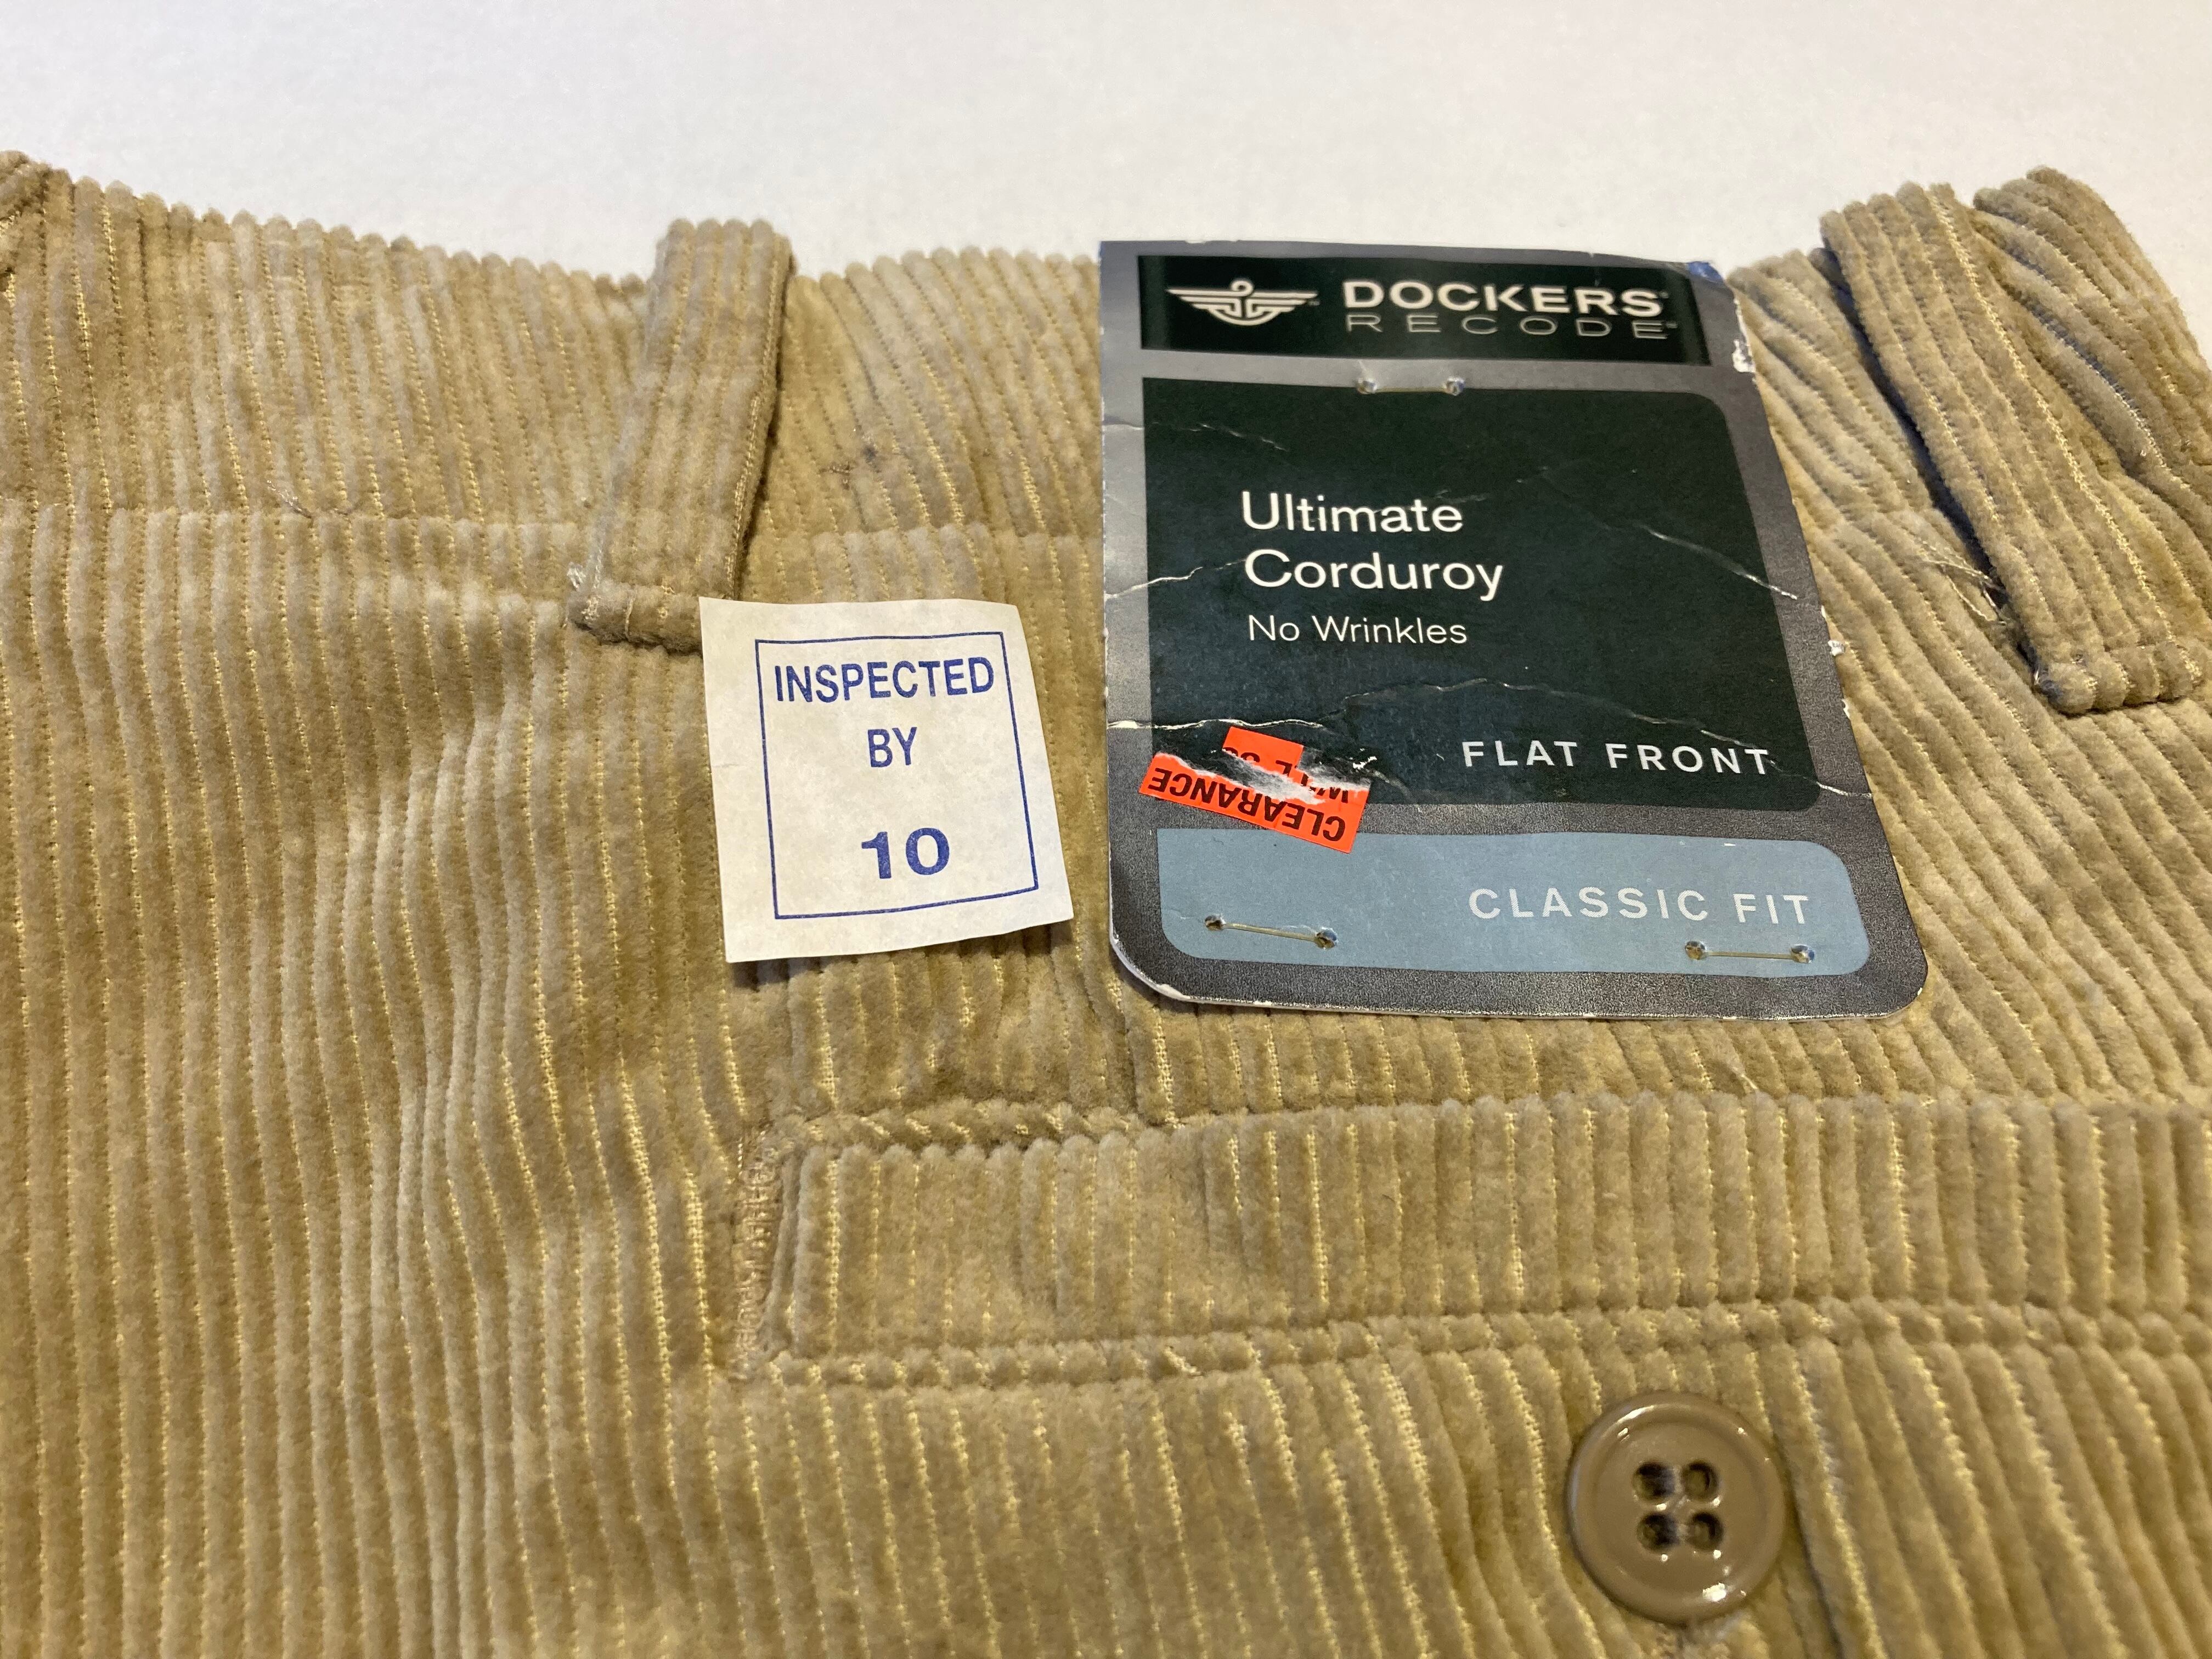 DOCKERS
RECODE
Ultimate
Corduroy
No Wrinkles
FLAT FRONT
CLEARANCE
CLASSIC FIT
INSPECTED
BY
10